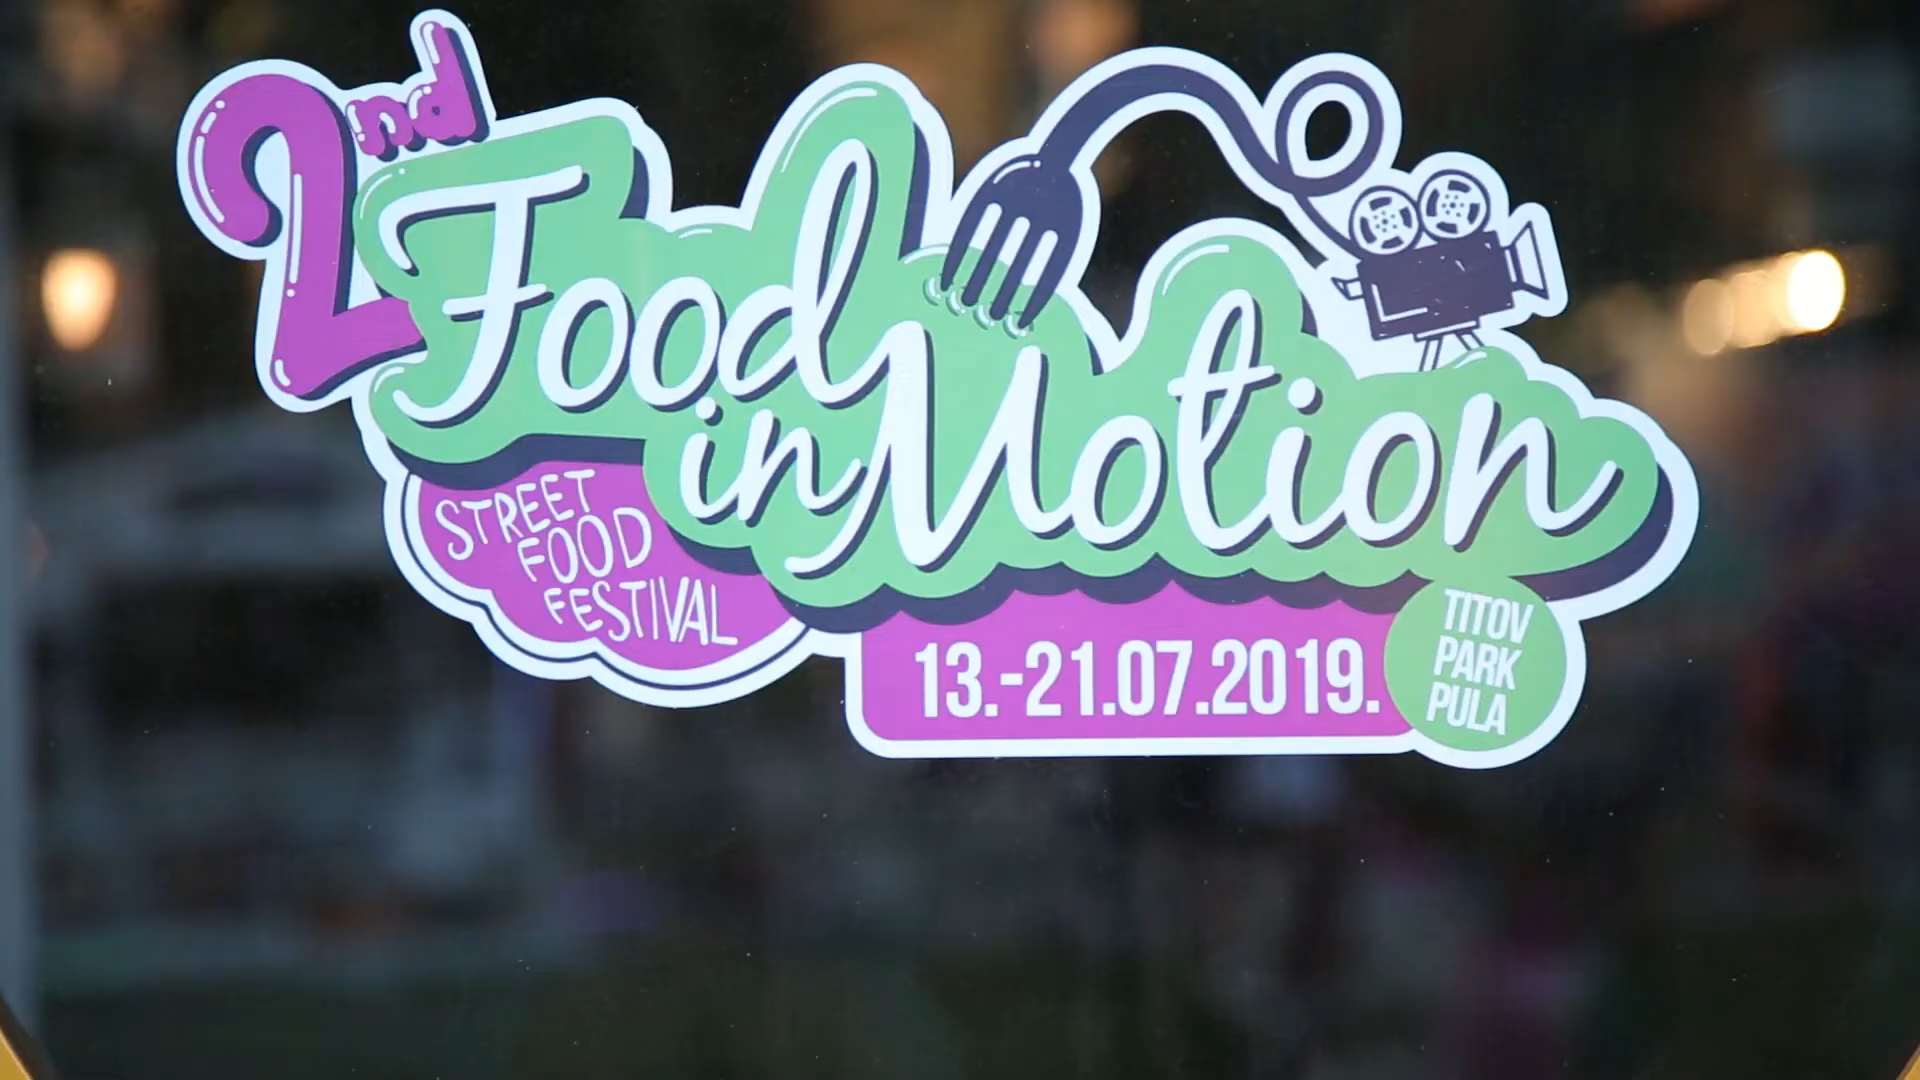 2nd
Food
in Motion
STREET
FOOD
FESTIVAL
13.-21.07.2019.
TITOV
PARK
PULA